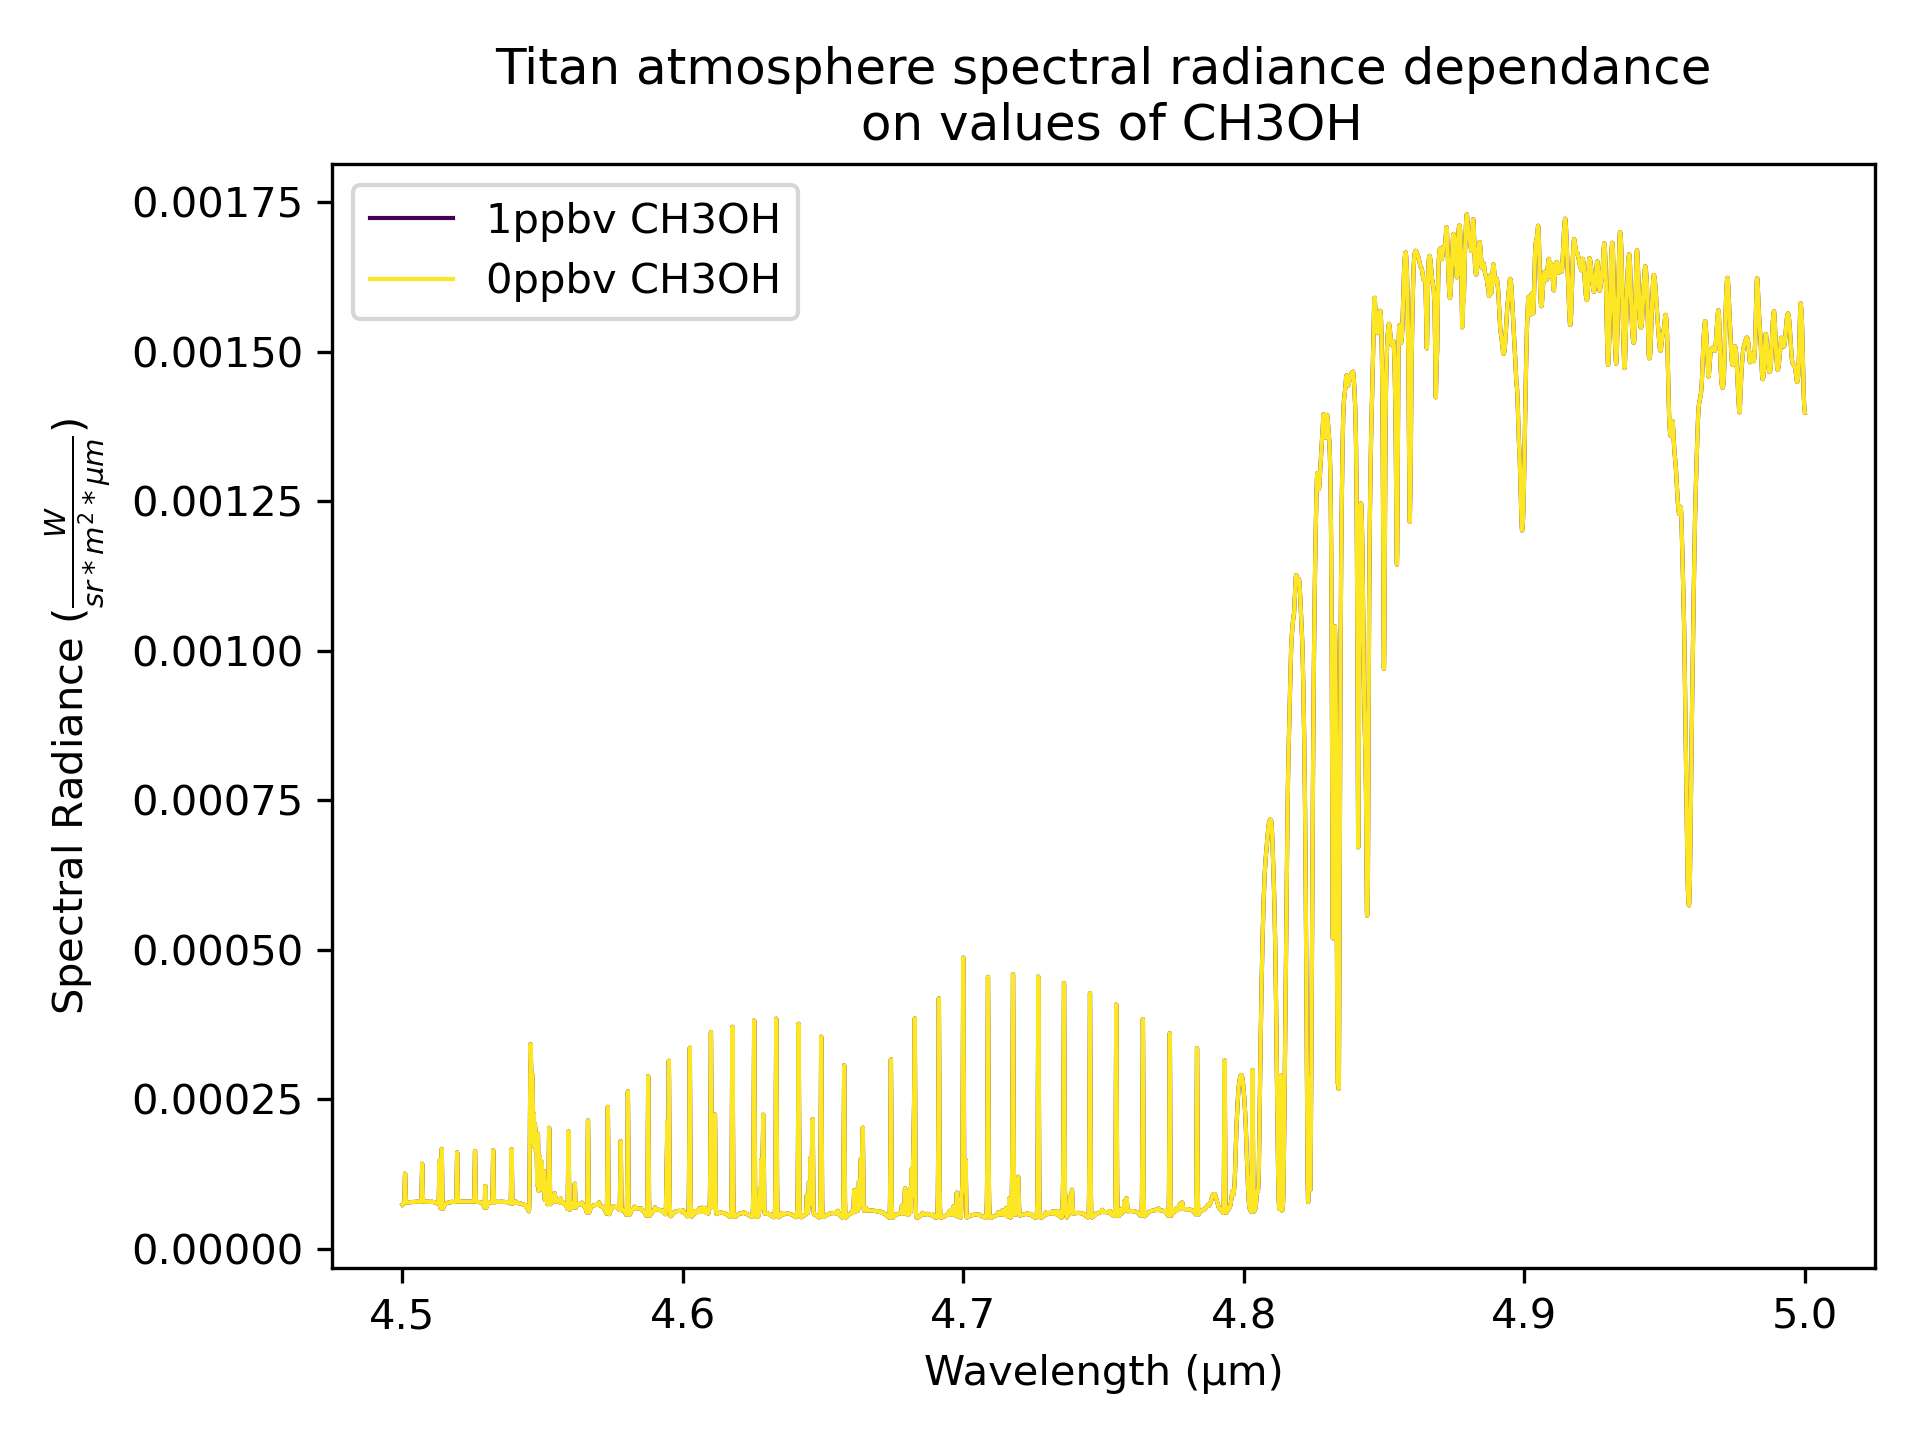 Titan atmosphere spectral radiance dependance
on values of CH3OH
1ppbv CH3OH
0ppbv CH3OH
Spectral Radiance (W / sr * m² * μm)
0.00175
0.00150
0.00125
0.00100
0.00075
0.00050
0.00025
0.00000
4.5 4.6 4.7 4.8 4.9 5.0
Wavelength (μm)